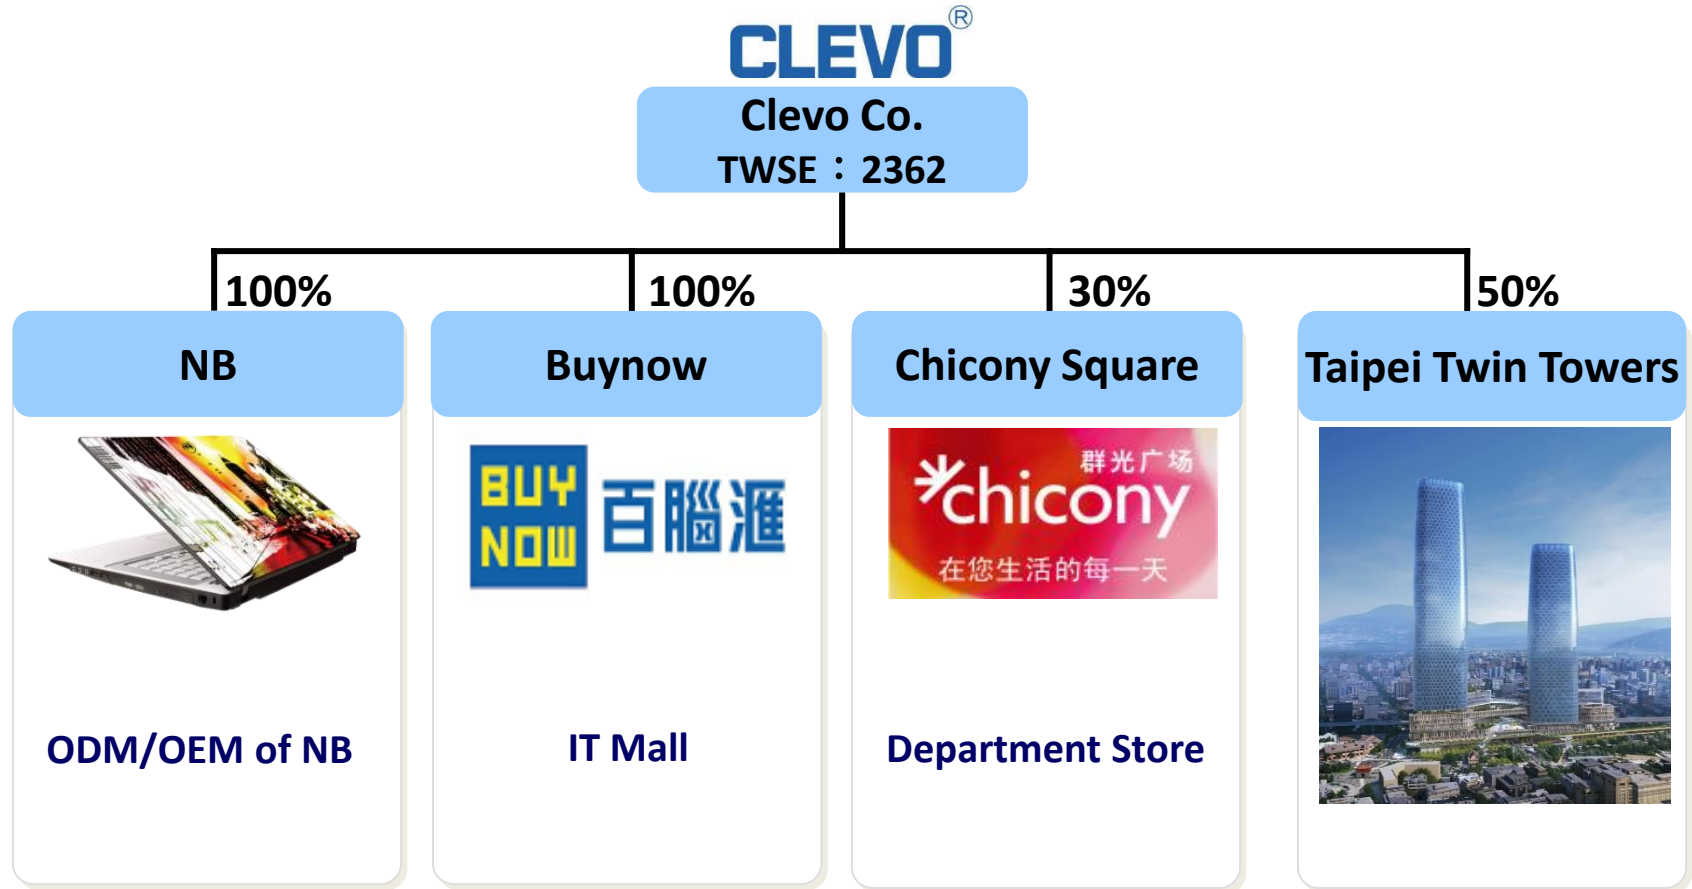 CLEVO®
Clevo Co.
TWSE：2362
100%
100%
30%
50%
NB
Buynow
Chicony Square
Taipei Twin Towers
BUY
NOW
百腦滙
群光广场
chicony
在您生活的每一天
ODM/OEM of NB
IT Mall
Department Store